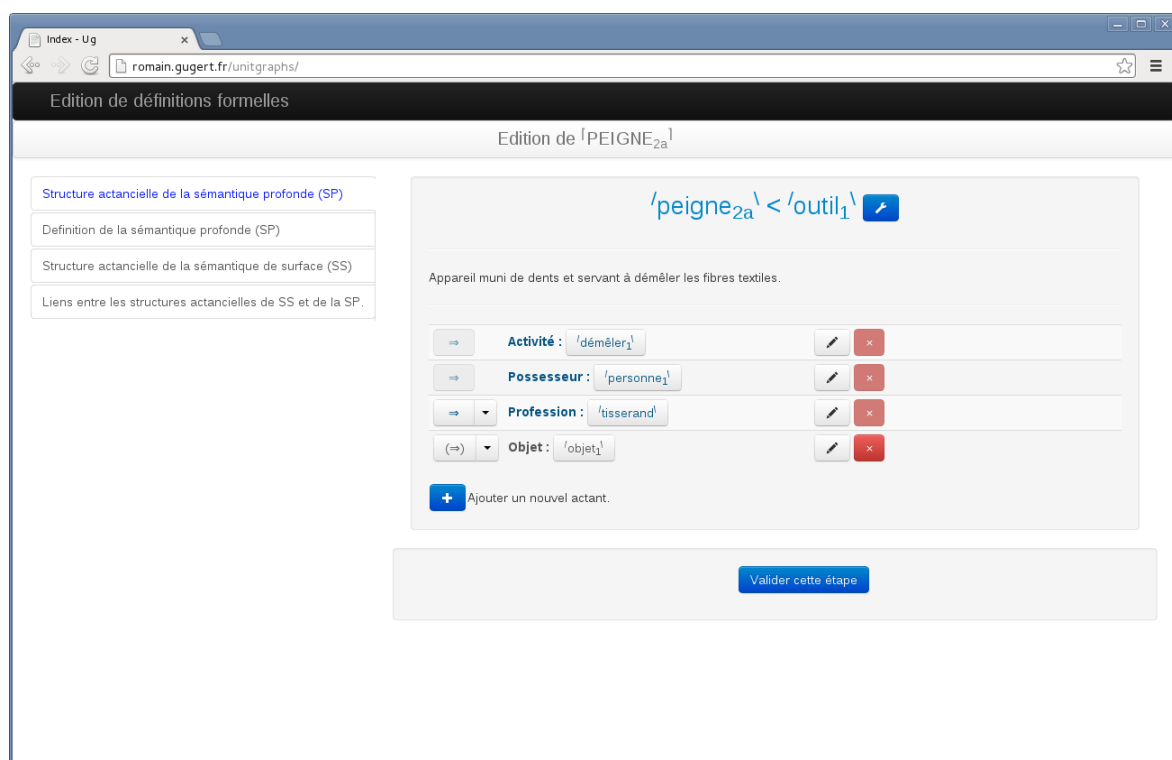 Index - Ug
romain.gugert.fr/unitgraphs/
Edition de définitions formelles
Edition de ⌈PEIGNE₂ₐ⌉
Structure actancielle de la sémantique profonde (SP)
Definition de la sémantique profonde (SP)
Structure actancielle de la sémantique de surface (SS)
Liens entre les structures actancielles de SS et de la SP.
/peigne₂ₐ\ < /outil₁\
Appareil muni de dents et servant à démêler les fibres textiles.
⇒ Activité : /démêler₁\ ×
⇒ Possesseur : /personne₁\ ×
⇒ Profession : /tisserand\ ×
(⇒) Objet : /objet₁\ ×
+ Ajouter un nouvel actant.
Valider cette étape